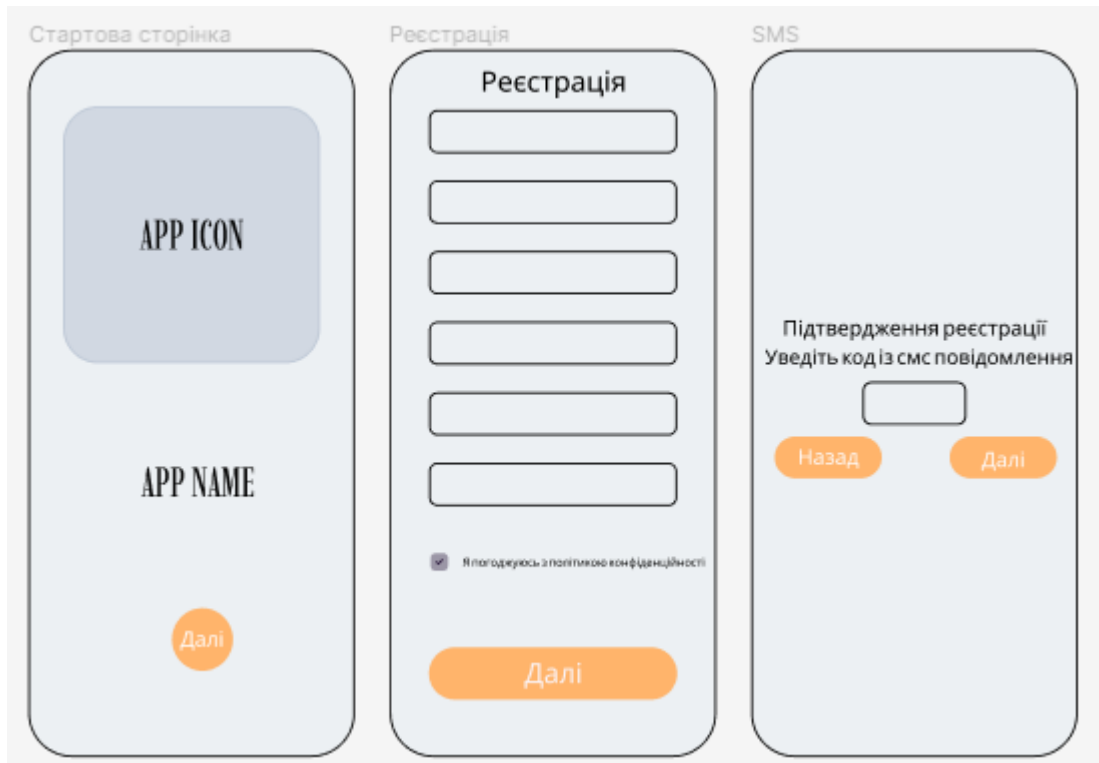 Стартова сторінка
APP ICON
APP NAME
Далі
Реєстрація
Реєстрація
Я погоджуюсь з політикою конфіденційності
Далі
SMS
Підтвердження реєстрації
Уведіть код із смс повідомлення
Назад
Далі